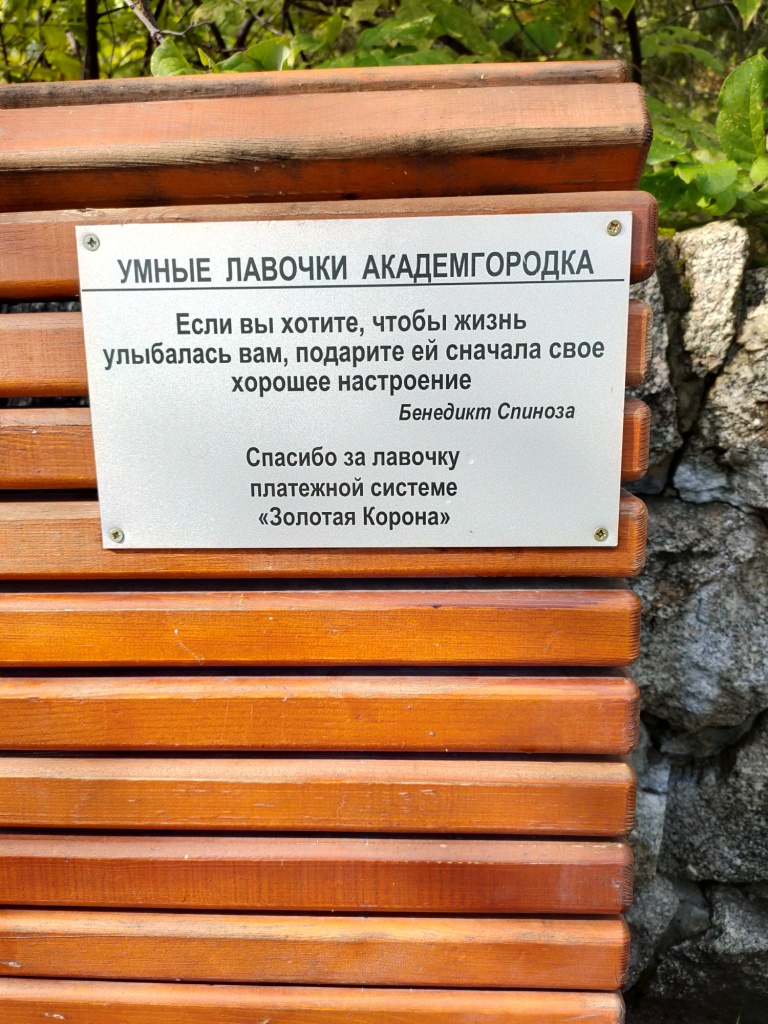 УМНЫЕ ЛАВОЧКИ АКАДЕМГОРОДКА
Если вы хотите, чтобы жизнь
улыбалась вам, подарите ей сначала свое
хорошее настроение
Бенедикт Спиноза
Спасибо за лавочку
платежной системе
«Золотая Корона»